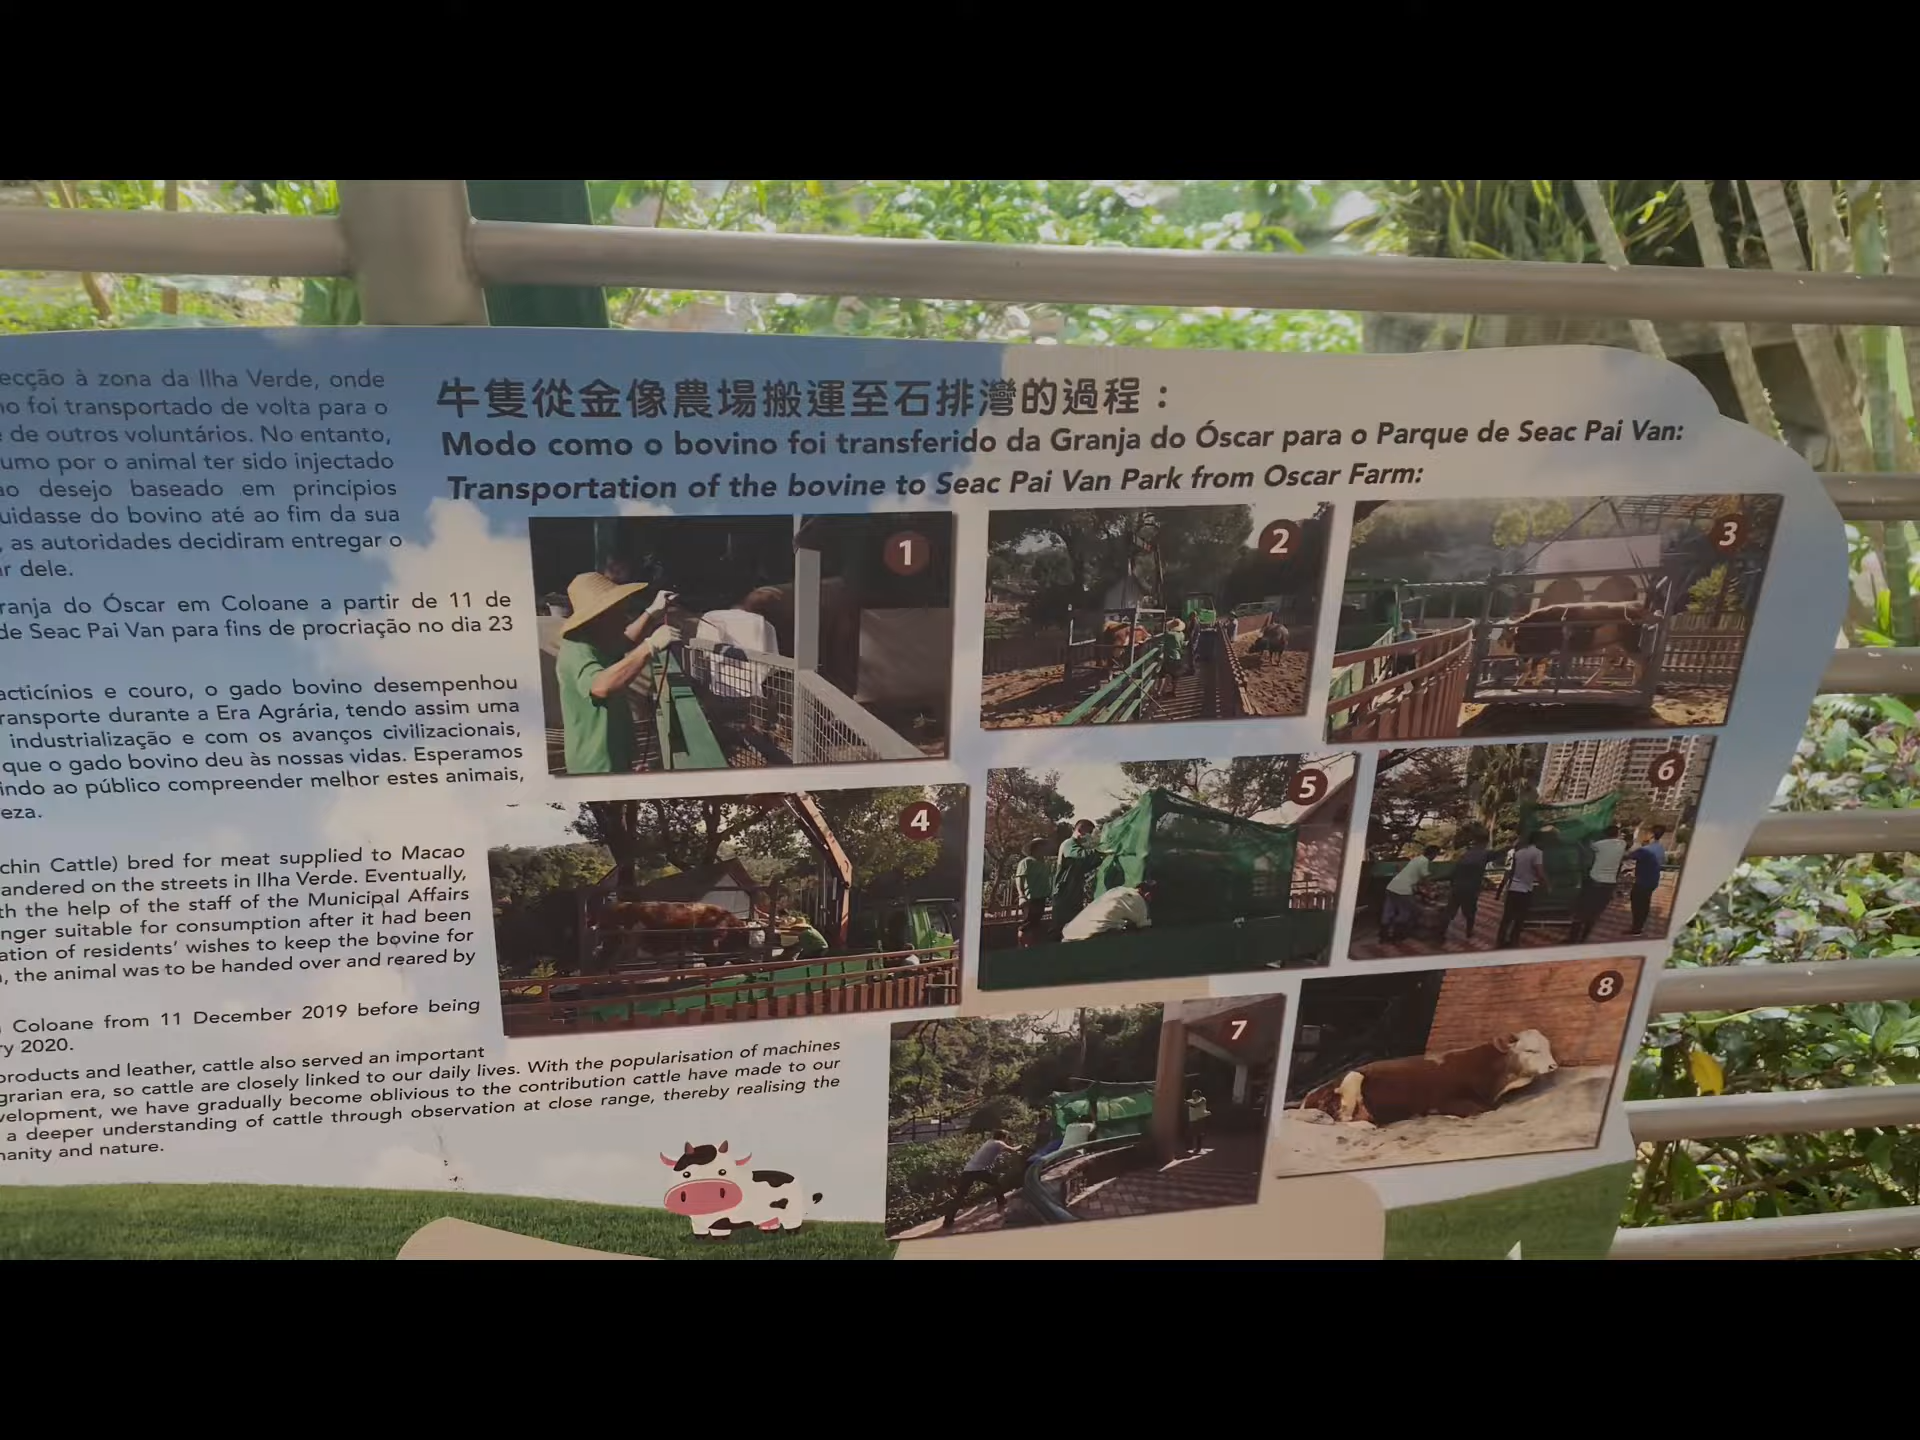 ecção à zona da Ilha Verde, onde
o foi transportado de volta para o
de outros voluntários. No entanto,
umo por o animal ter sido injectado
ao desejo baseado em princípios
uidasse do bovino até ao fim da sua
, as autoridades decidiram entregar o
r dele.
ranja do Óscar em Coloane a partir de 11 de
de Seac Pai Van para fins de procriação no dia 23
acticínios e couro, o gado bovino desempenhou
ransporte durante a Era Agrária, tendo assim uma
industrialização e com os avanços civilizacionais,
que o gado bovino deu às nossas vidas. Esperamos
indo ao público compreender melhor estes animais,
eza.
chin Cattle) bred for meat supplied to Macao
andered on the streets in Ilha Verde. Eventually,
th the help of the staff of the Municipal Affairs
nger suitable for consumption after it had been
ation of residents' wishes to keep the bovine for
, the animal was to be handed over and reared by
Coloane from 11 December 2019 before being
ry 2020.
products and leather, cattle also served an important
grarian era, so cattle are closely linked to our daily lives. With the popularisation of machines
velopment, we have gradually become oblivious to the contribution cattle have made to our
a deeper understanding of cattle through observation at close range, thereby realising the
manity and nature.
牛隻從金像農場搬運至石排灣的過程：
Modo como o bovino foi transferido da Granja do Óscar para o Parque de Seac Pai Van:
Transportation of the bovine to Seac Pai Van Park from Oscar Farm:
1
2
3
4
5
6
7
8